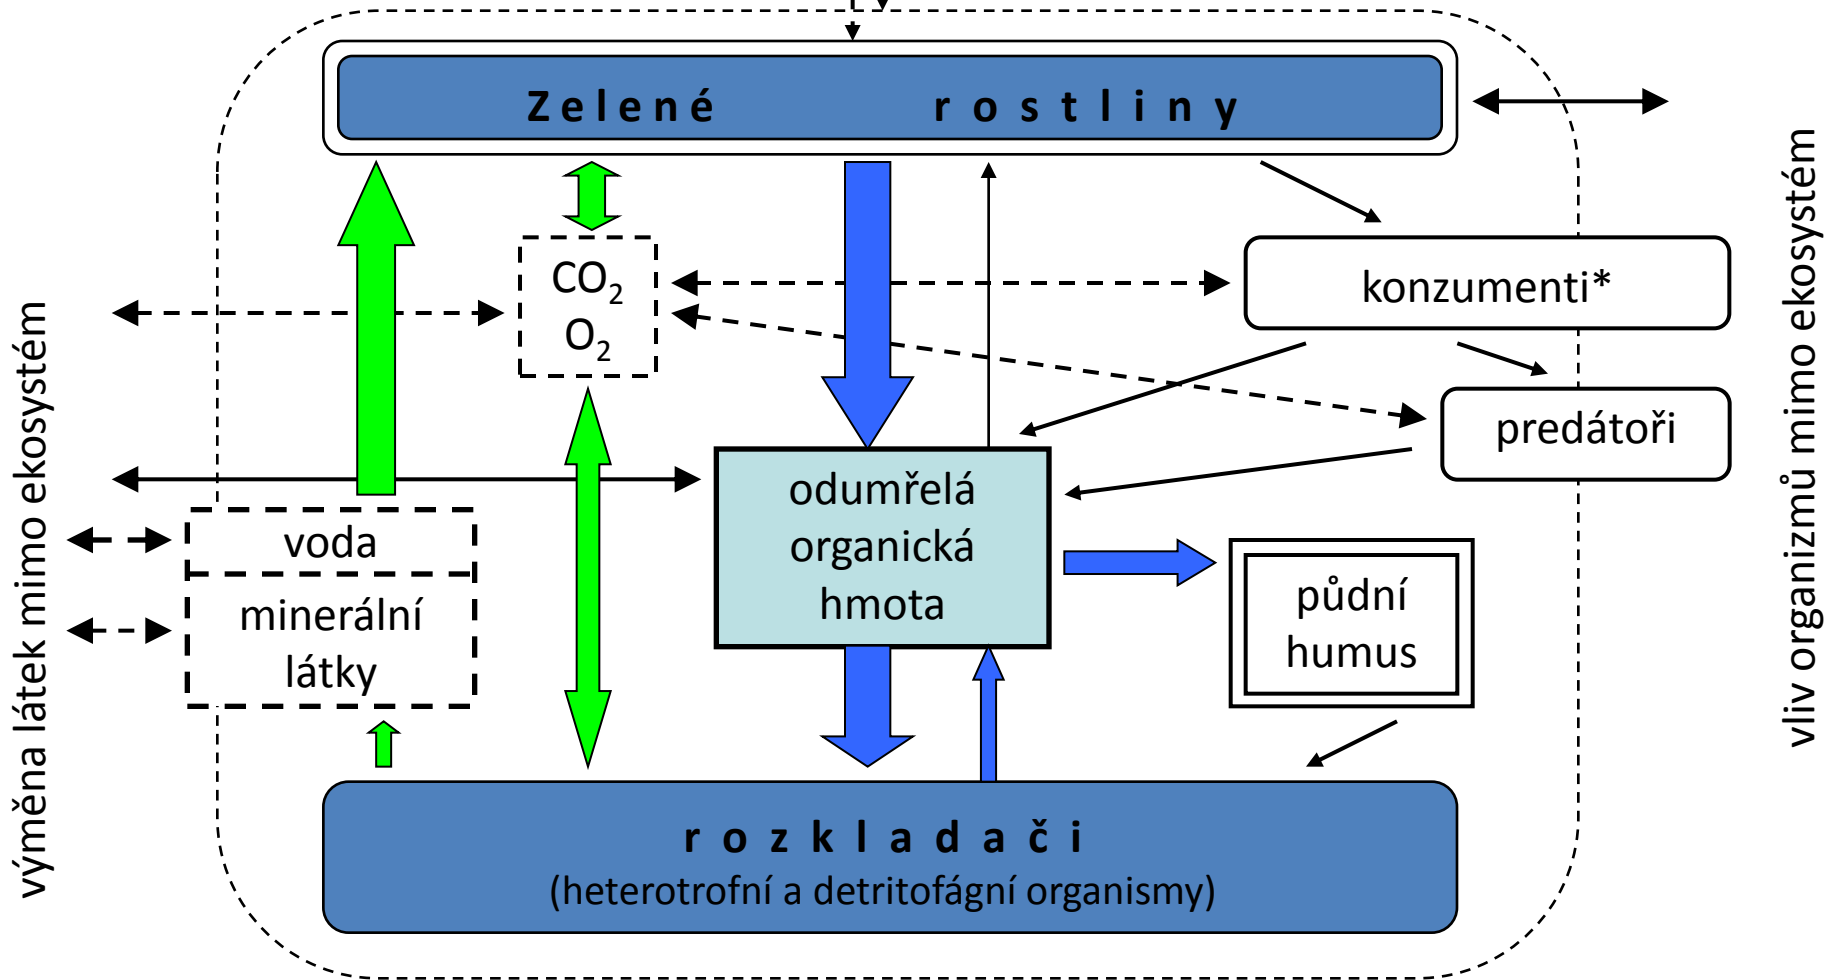 Zelené rostliny
výměna látek mimo ekosystém
vliv organizmů mimo ekosystém
CO₂
O₂
konzumenti*
predátoři
odumřelá
organická
hmota
voda
minerální
látky
půdní
humus
rozkladači
(heterotrofní a detritofágní organismy)